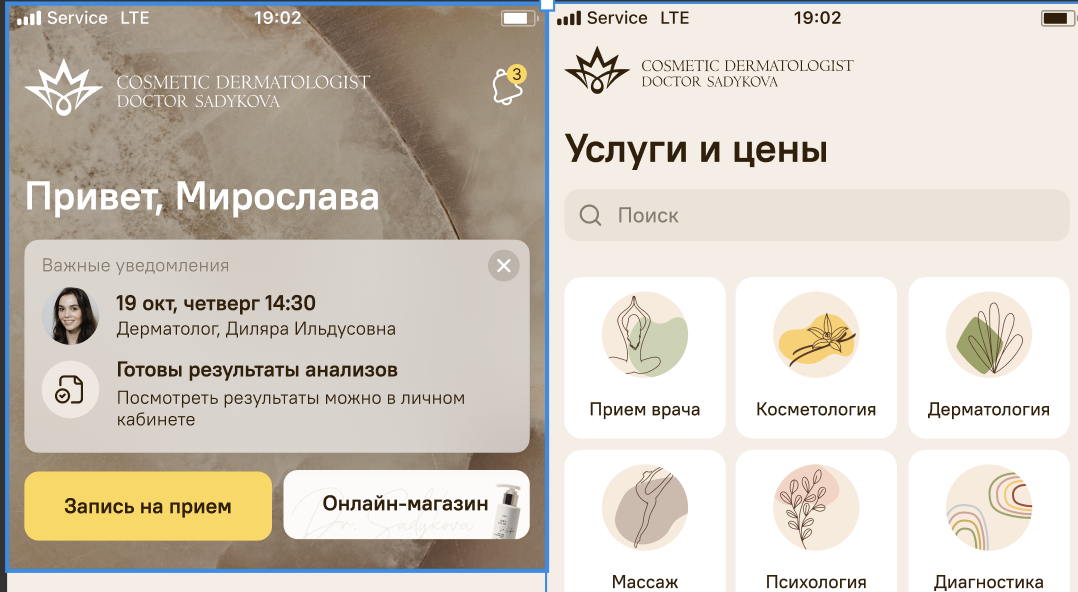 Service LTE 19:02
COSMETIC DERMATOLOGIST
DOCTOR SADYKOVA
3
Привет, Мирослава
Важные уведомления
19 окт, четверг 14:30
Дерматолог, Диляра Ильдусовна
Готовы результаты анализов
Посмотреть результаты можно в личном
кабинете
Запись на прием
Онлайн-магазин
Dr. Sadykova
Service LTE 19:02
COSMETIC DERMATOLOGIST
DOCTOR SADYKOVA
Услуги и цены
Поиск
Прием врача
Косметология
Дерматология
Массаж
Психология
Диагностика